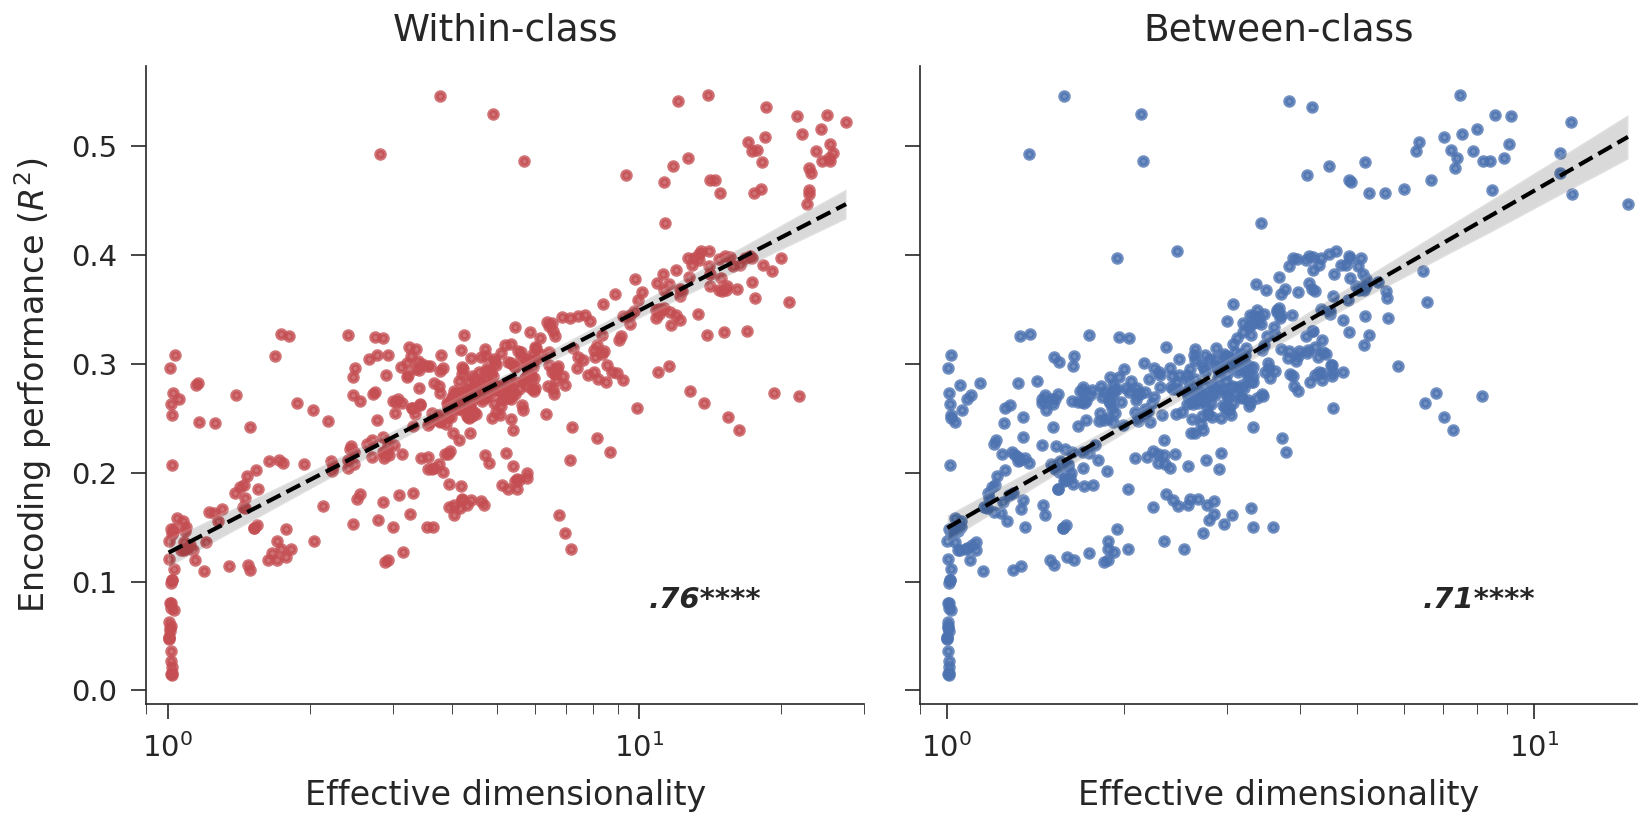 Within-class
Between-class
Encoding performance (R²)
0.5
0.4
0.3
0.2
0.1
0.0
.76****
.71****
10⁰
10¹
10⁰
10¹
Effective dimensionality
Effective dimensionality